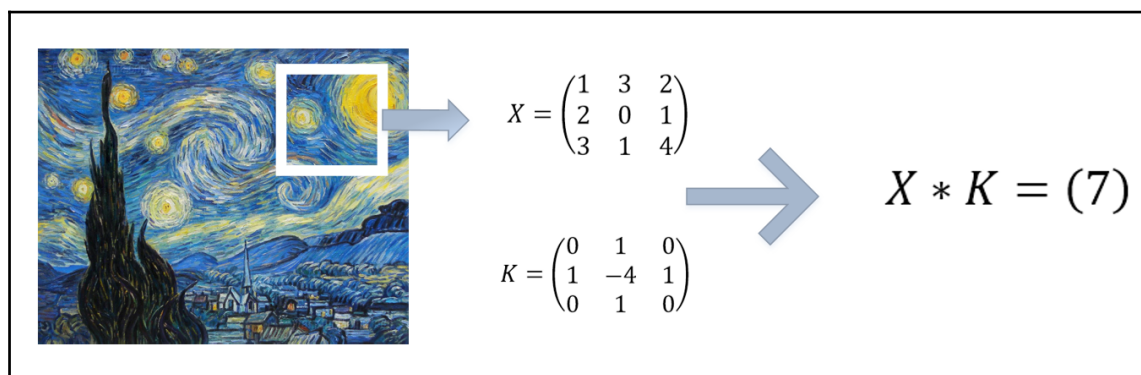 X = (1 3 2
2 0 1
3 1 4)
X ∗ K = (7)
K = (0 1 0
1 −4 1
0 1 0)